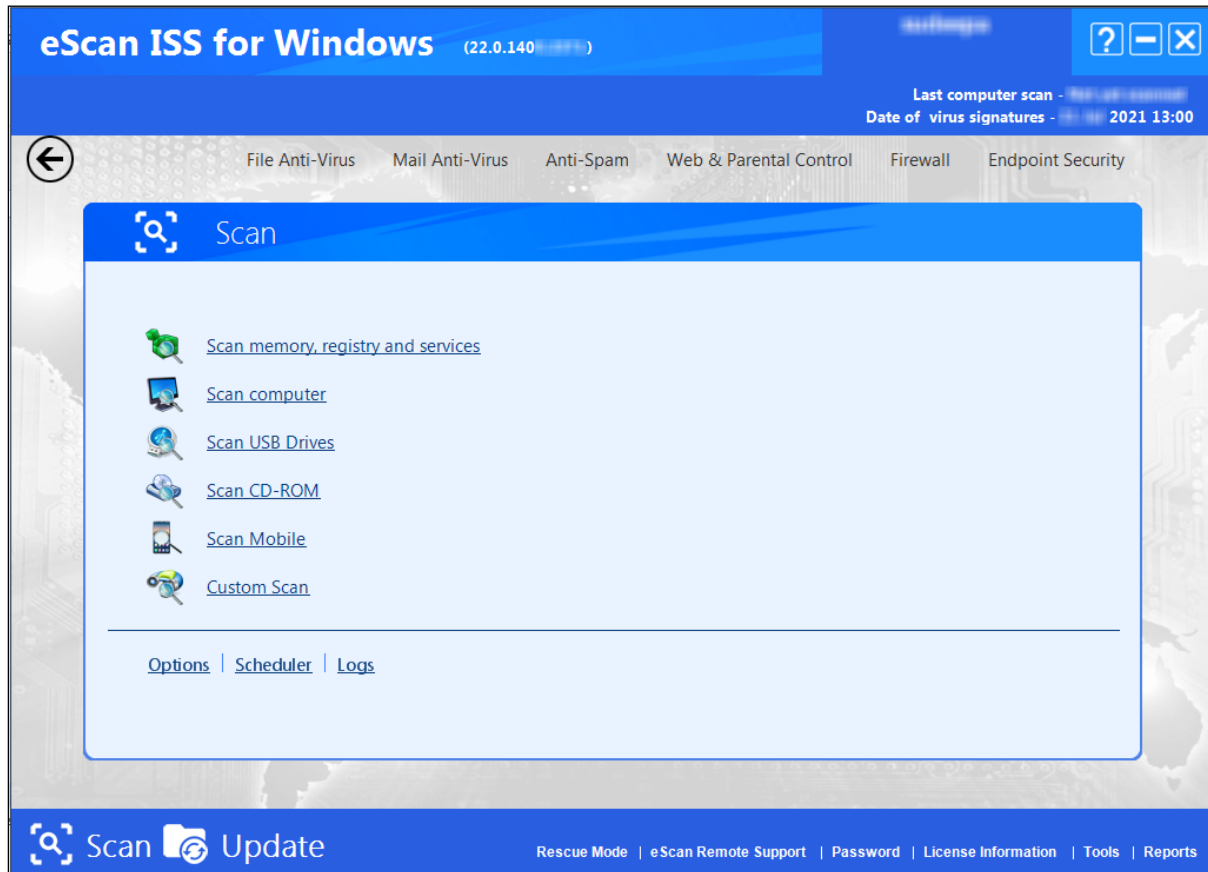 eScan ISS for Windows (22.0.140 )
Last computer scan -
Date of virus signatures - 2021 13:00
File Anti-Virus Mail Anti-Virus Anti-Spam Web & Parental Control Firewall Endpoint Security
Scan
Scan memory, registry and services
Scan computer
Scan USB Drives
Scan CD-ROM
Scan Mobile
Custom Scan
Options | Scheduler | Logs
Scan Update Rescue Mode | eScan Remote Support | Password | License Information | Tools | Reports